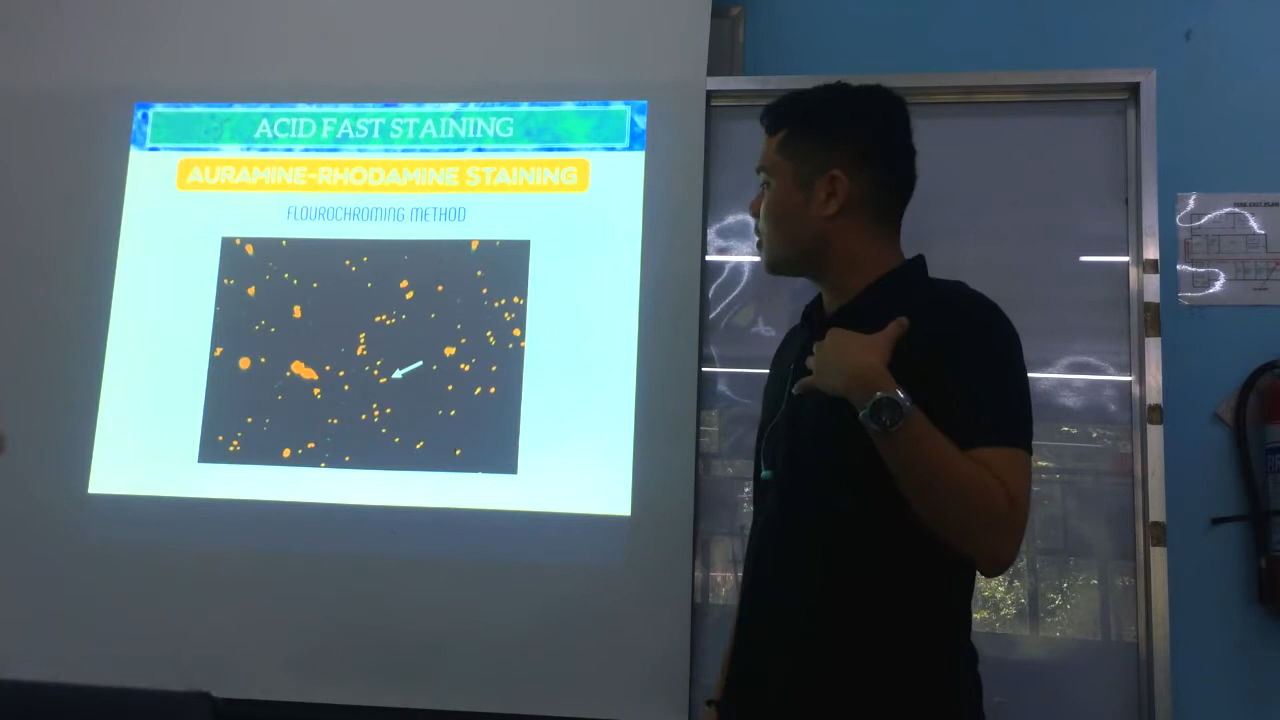 ACID FAST STAINING
AURAMINE-RHODAMINE STAINING
FLOUROCHROMING METHOD